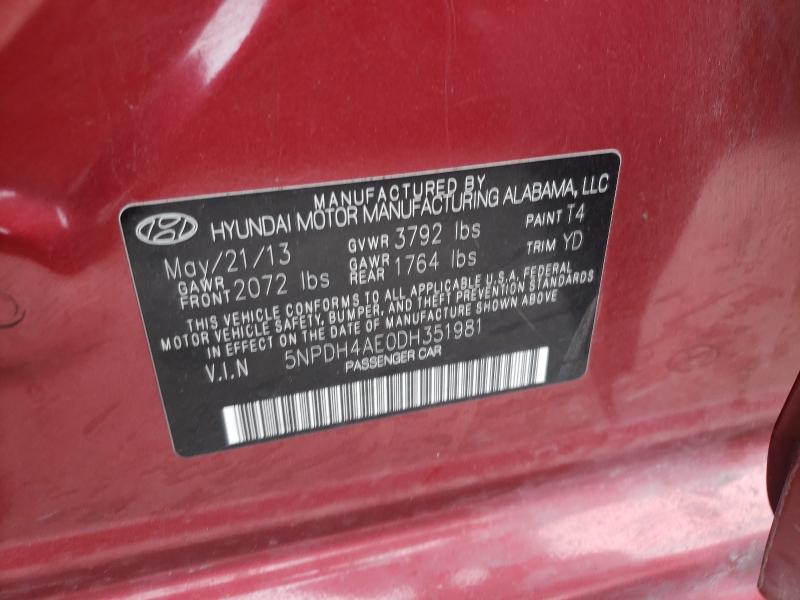 MANUFACTURED BY
HYUNDAI MOTOR MANUFACTURING ALABAMA, LLC
May/21/13 GVWR 3792 lbs PAINT T4
GAWR FRONT 2072 lbs GAWR REAR 1764 lbs TRIM YD
THIS VEHICLE CONFORMS TO ALL APPLICABLE U.S.A. FEDERAL
MOTOR VEHICLE SAFETY, BUMPER, AND THEFT PREVENTION STANDARDS
IN EFFECT ON THE DATE OF MANUFACTURE SHOWN ABOVE
V.I.N 5NPDH4AE0DH351981
PASSENGER CAR